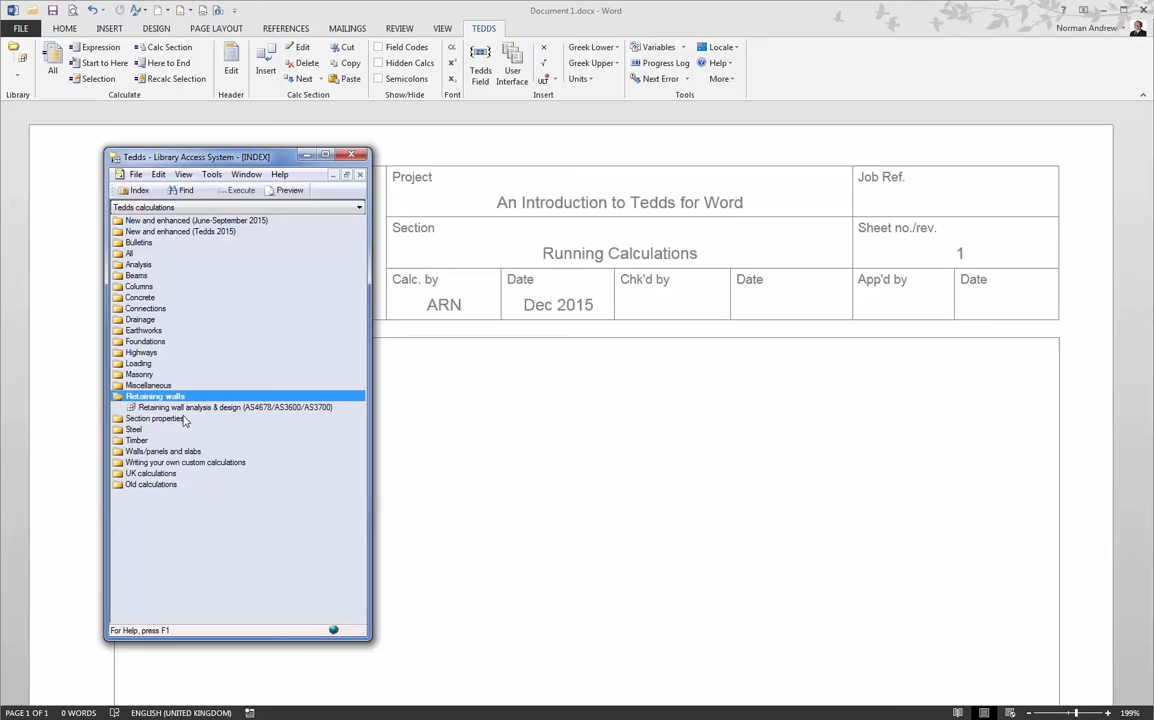 Document 1.docx - Word
FILE HOME INSERT DESIGN PAGE LAYOUT REFERENCES MAILINGS REVIEW VIEW TEDDS Norman Andrew
Expression Calc Section Edit Cut Field Codes Greek Lower Variables Locale
Start to Here Here to End Delete Copy Hidden Calcs Greek Upper Progress Log Help
All Selection Recalc Selection Edit Insert Next Paste Semicolons Tedds Field User Interface Units Next Error More
Library Calculate Header Calc Section Show/Hide Font Insert Tools
Tedds - Library Access System - [INDEX]
File Edit View Tools Window Help
Index Find Execute Preview
Tedds calculations
New and enhanced (June-September 2015)
New and enhanced (Tedds 2015)
Bulletins
All
Analysis
Beams
Columns
Concrete
Connections
Drainage
Earthworks
Foundations
Highways
Loading
Masonry
Miscellaneous
Retaining walls
Retaining wall analysis & design (AS4678/AS3600/AS3700)
Section properties
Steel
Timber
Walls/panels and slabs
Writing your own custom calculations
UK calculations
Old calculations
For Help, press F1
Project
An Introduction to Tedds for Word
Job Ref.
Section
Running Calculations
Sheet no./rev.
1
Calc. by
ARN
Date
Dec 2015
Chk'd by
Date
App'd by
Date
PAGE 1 OF 1 0 WORDS ENGLISH (UNITED KINGDOM) 199%